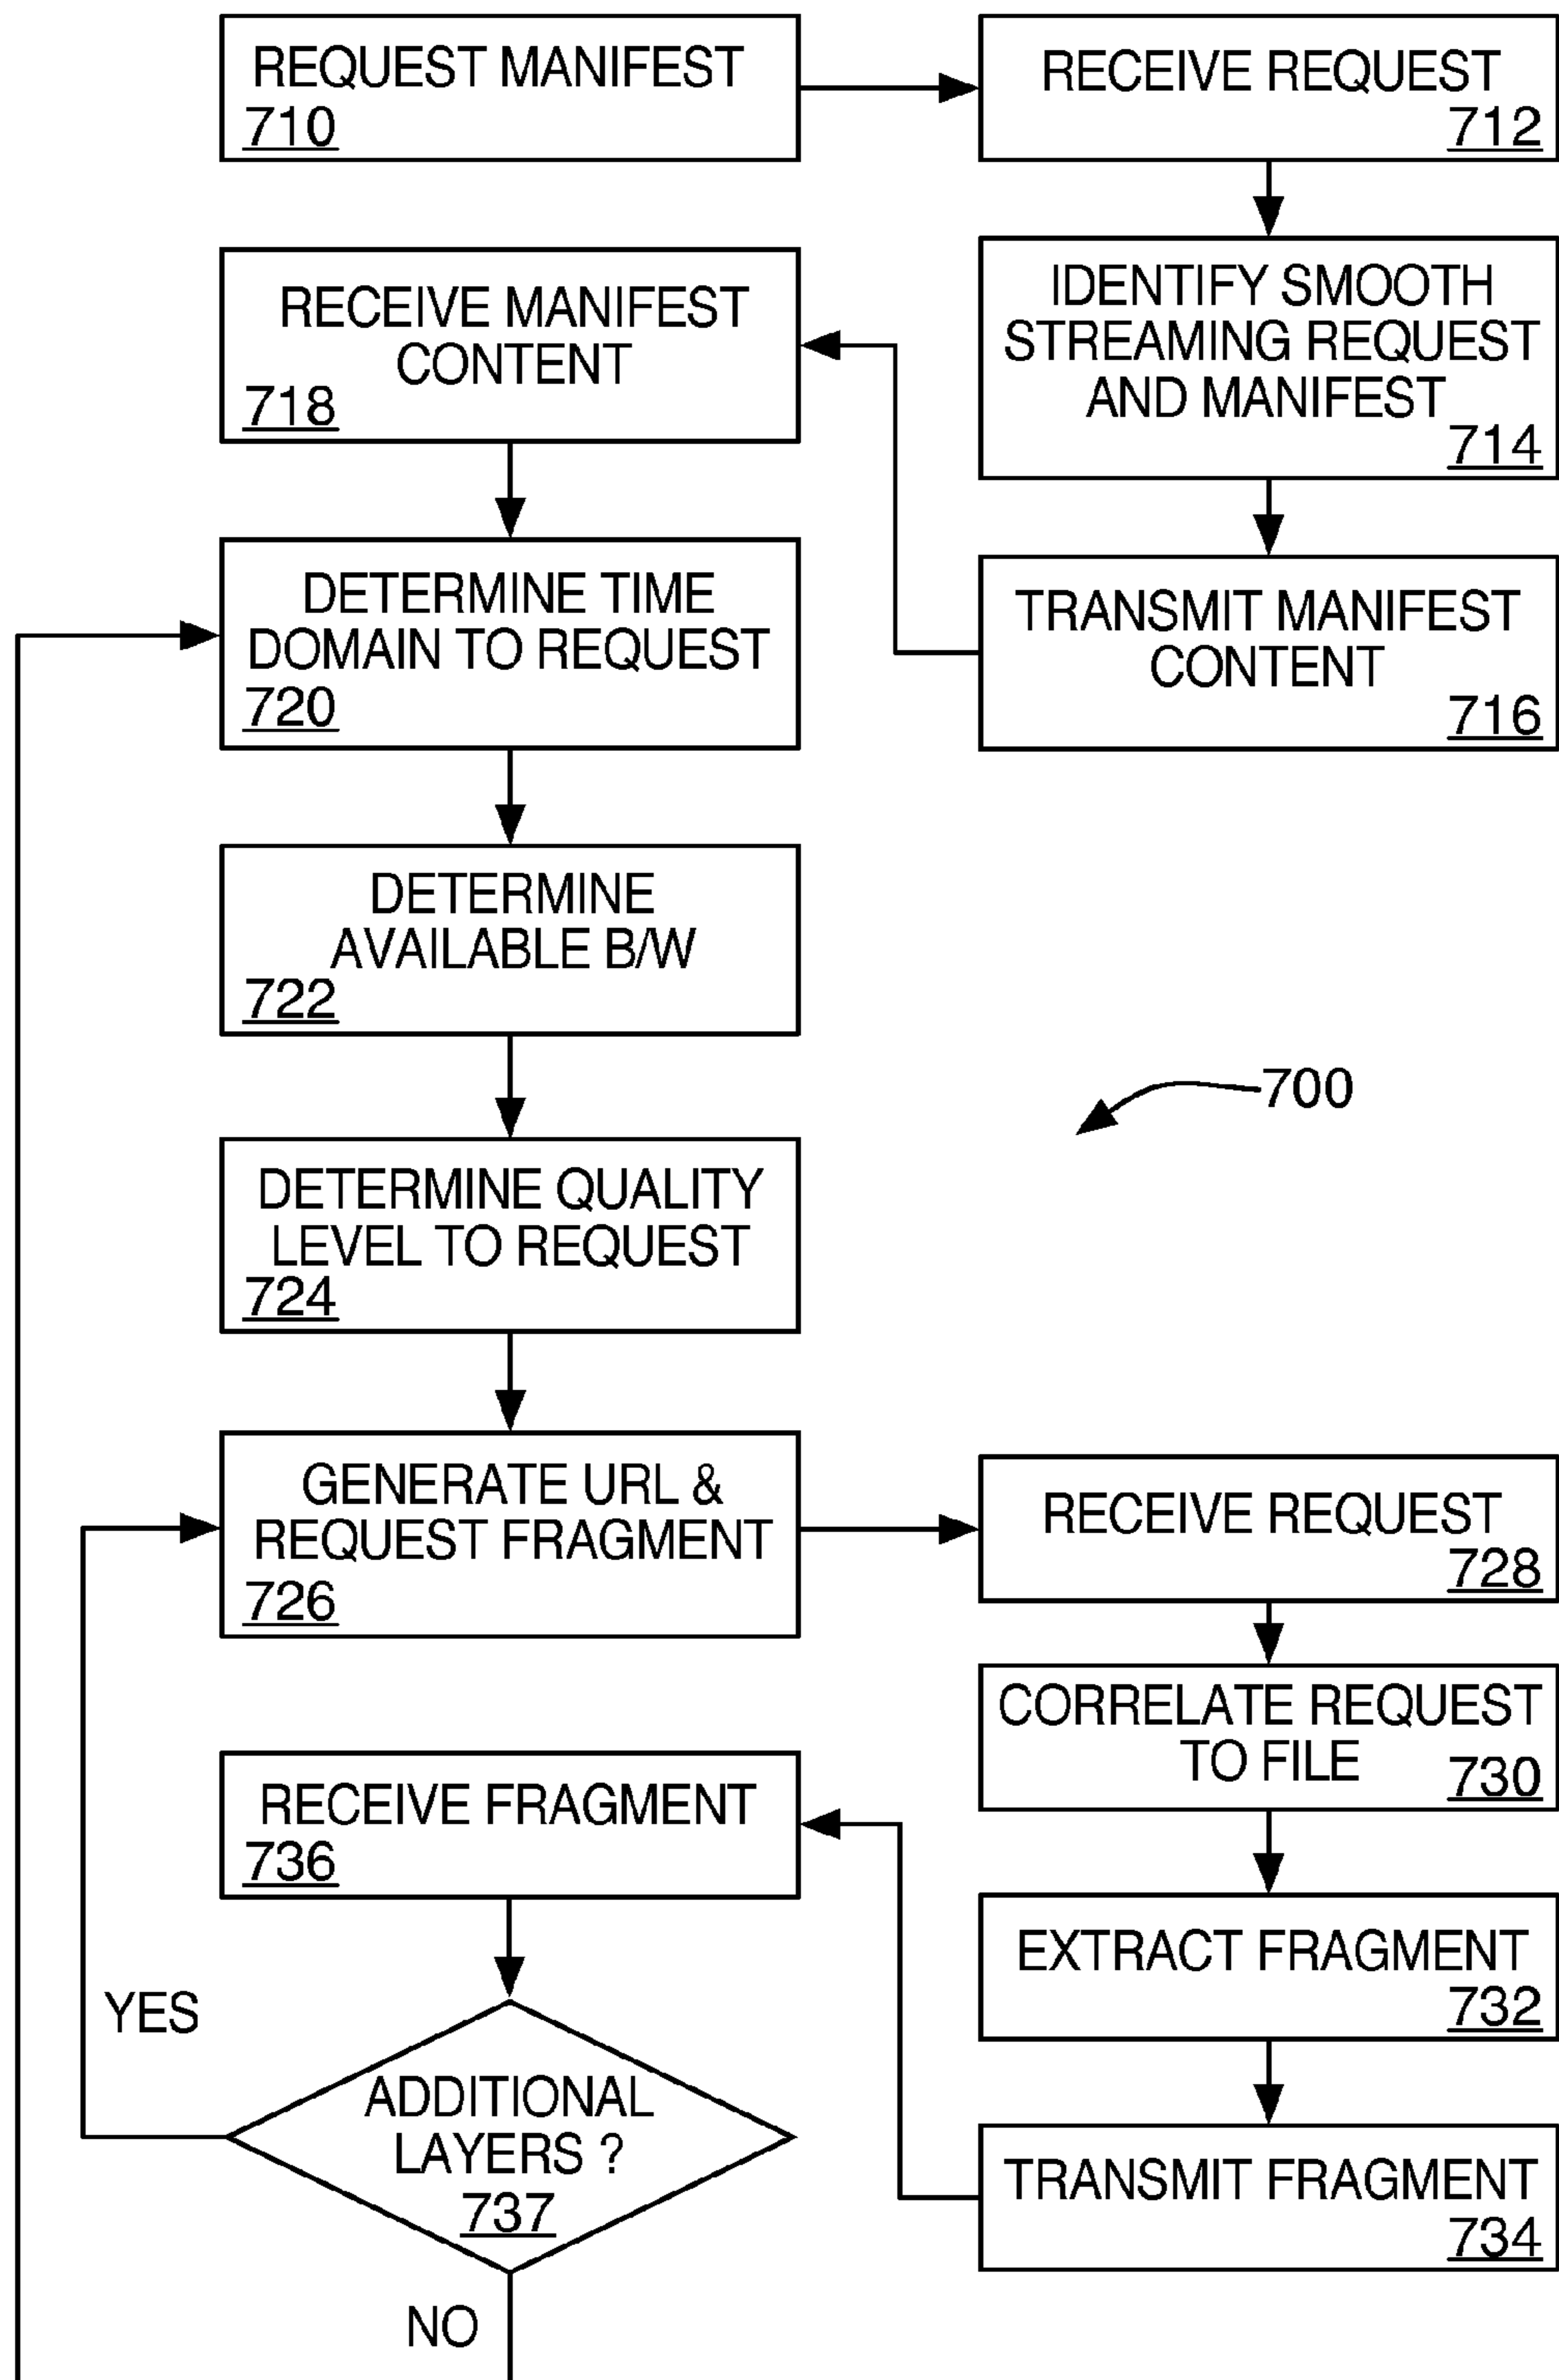 REQUEST MANIFEST
710
RECEIVE REQUEST
712
IDENTIFY SMOOTH
STREAMING REQUEST
AND MANIFEST
714
TRANSMIT MANIFEST
CONTENT
716
RECEIVE MANIFEST
CONTENT
718
DETERMINE TIME
DOMAIN TO REQUEST
720
DETERMINE
AVAILABLE B/W
722
700
DETERMINE QUALITY
LEVEL TO REQUEST
724
GENERATE URL &
REQUEST FRAGMENT
726
RECEIVE REQUEST
728
CORRELATE REQUEST
TO FILE
730
EXTRACT FRAGMENT
732
TRANSMIT FRAGMENT
734
RECEIVE FRAGMENT
736
YES
ADDITIONAL
LAYERS ?
737
NO